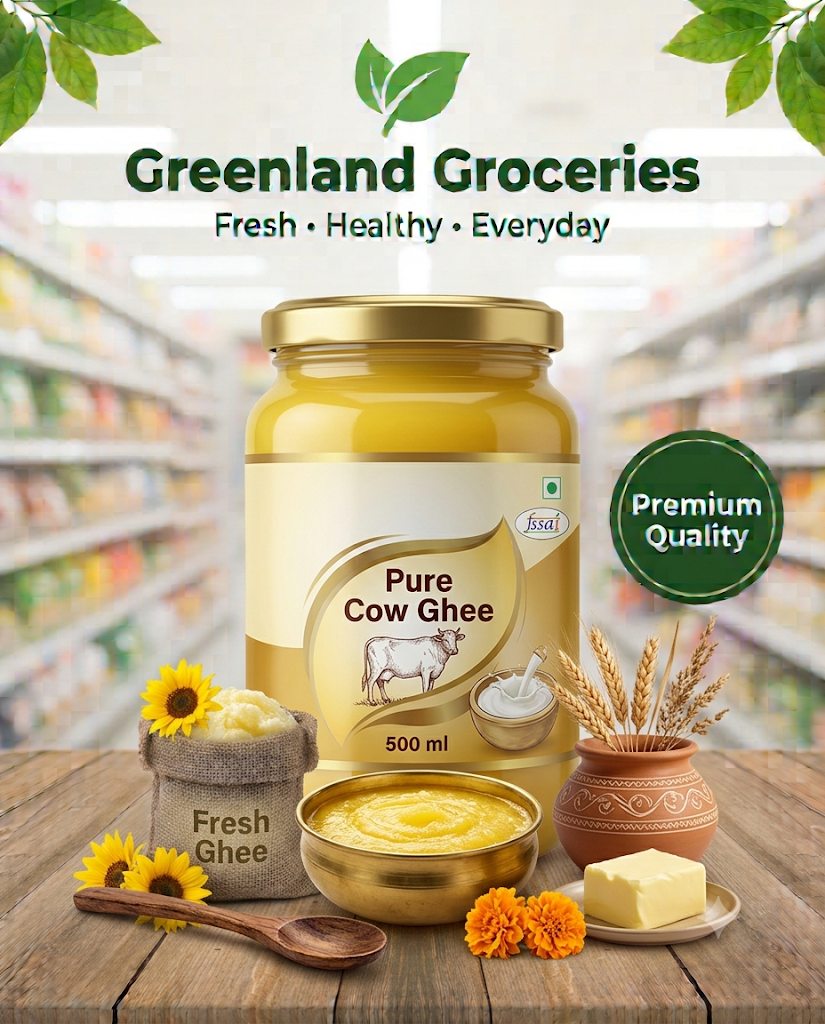 Greenland Groceries
Fresh • Healthy • Everyday
fssai
Premium
Quality
Pure
Cow Ghee
500 ml
Fresh
Ghee